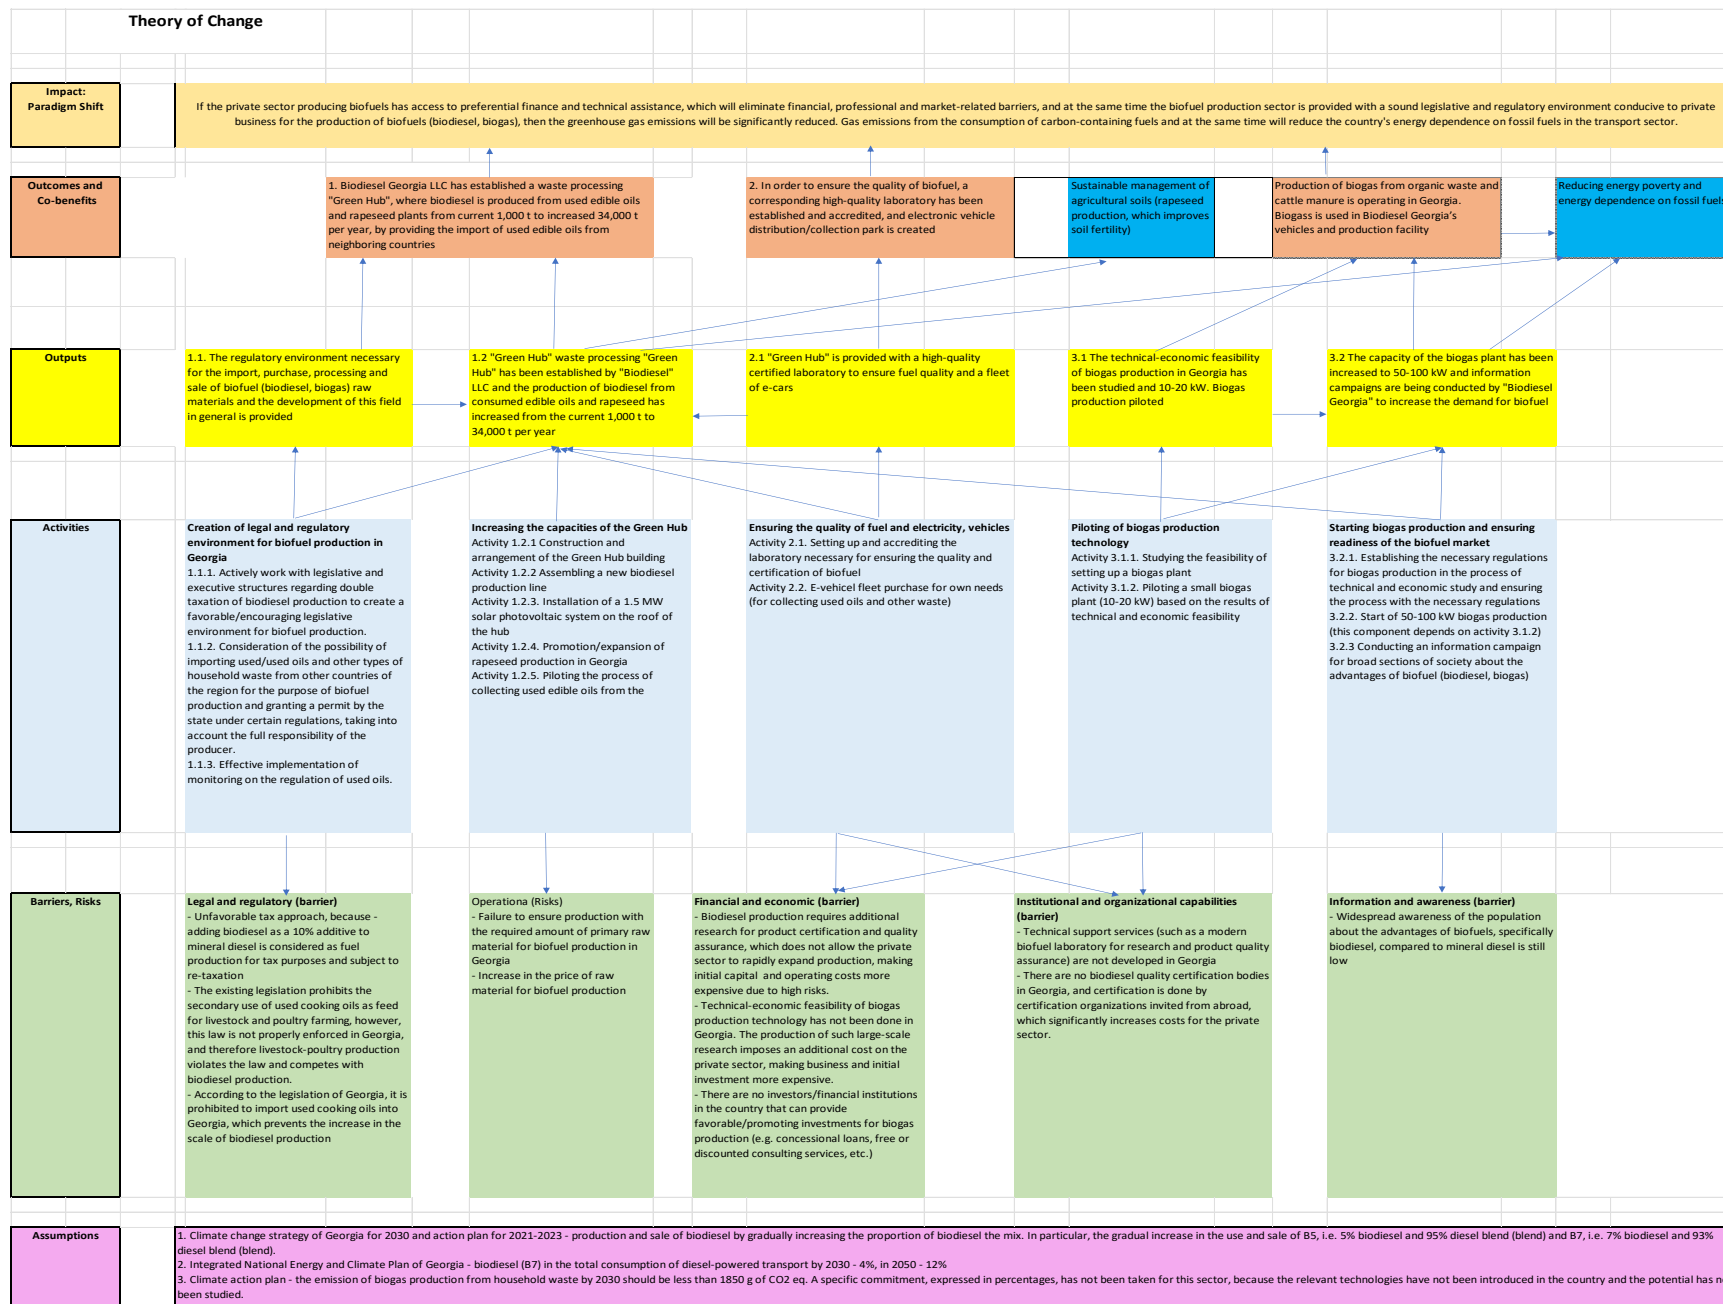 Theory of Change
Impact:
Paradigm Shift
If the private sector producing biofuels has access to preferential finance and technical assistance, which will eliminate financial, professional and market-related barriers, and at the same time the biofuel production sector is provided with a sound legislative and regulatory environment conducive to private
business for the production of biofuels (biodiesel, biogas), then the greenhouse gas emissions will be significantly reduced. Gas emissions from the consumption of carbon-containing fuels and at the same time will reduce the country's energy dependence on fossil fuels in the transport sector.
Outcomes and
Co-benefits
1. Biodiesel Georgia LLC has established a waste processing
"Green Hub", where biodiesel is produced from used edible oils
and rapeseed plants from current 1,000 t to increased 34,000 t
per year, by providing the import of used edible oils from
neighboring countries
2. In order to ensure the quality of biofuel, a
corresponding high-quality laboratory has been
established and accredited, and electronic vehicle
distribution/collection park is created
Sustainable management of
agricultural soils (rapeseed
production, which improves
soil fertility)
Production of biogas from organic waste and
cattle manure is operating in Georgia.
Biogass is used in Biodiesel Georgia's
vehicles and production facility
Reducing energy poverty and
energy dependence on fossil fuels
Outputs
1.1. The regulatory environment necessary
for the import, purchase, processing and
sale of biofuel (biodiesel, biogas) raw
materials and the development of this field
in general is provided
1.2 "Green Hub" waste processing "Green
Hub" has been established by "Biodiesel"
LLC and the production of biodiesel from
consumed edible oils and rapeseed has
increased from the current 1,000 t to
34,000 t per year
2.1 "Green Hub" is provided with a high-quality
certified laboratory to ensure fuel quality and a fleet
of e-cars
3.1 The technical-economic feasibility
of biogas production in Georgia has
been studied and 10-20 kW. Biogas
production piloted
3.2 The capacity of the biogas plant has been
increased to 50-100 kW and information
campaigns are being conducted by "Biodiesel
Georgia" to increase the demand for biofuel
Activities
Creation of legal and regulatory
environment for biofuel production in
Georgia
1.1.1. Actively work with legislative and
executive structures regarding double
taxation of biodiesel production to create a
favorable/encouraging legislative
environment for biofuel production.
1.1.2. Consideration of the possibility of
importing used/used oils and other types of
household waste from other countries of
the region for the purpose of biofuel
production and granting a permit by the
state under certain regulations, taking into
account the full responsibility of the
producer.
1.1.3. Effective implementation of
monitoring on the regulation of used oils.
Increasing the capacities of the Green Hub
Activity 1.2.1 Construction and
arrangement of the Green Hub building
Activity 1.2.2 Assembling a new biodiesel
production line
Activity 1.2.3. Installation of a 1.5 MW
solar photovoltaic system on the roof of
the hub
Activity 1.2.4. Promotion/expansion of
rapeseed production in Georgia
Activity 1.2.5. Piloting the process of
collecting used edible oils from the
Ensuring the quality of fuel and electricity, vehicles
Activity 2.1. Setting up and accrediting the
laboratory necessary for ensuring the quality and
certification of biofuel
Activity 2.2. E-vehicel fleet purchase for own needs
(for collecting used oils and other waste)
Piloting of biogas production
technology
Activity 3.1.1. Studying the feasibility of
setting up a biogas plant
Activity 3.1.2. Piloting a small biogas
plant (10-20 kW) based on the results of
technical and economic feasibility
Starting biogas production and ensuring
readiness of the biofuel market
3.2.1. Establishing the necessary regulations
for biogas production in the process of
technical and economic study and ensuring
the process with the necessary regulations
3.2.2. Start of 50-100 kW biogas production
(this component depends on activity 3.1.2)
3.2.3 Conducting an information campaign
for broad sections of society about the
advantages of biofuel (biodiesel, biogas)
Barriers, Risks
Legal and regulatory (barrier)
- Unfavorable tax approach, because -
adding biodiesel as a 10% additive to
mineral diesel is considered as fuel
production for tax purposes and subject to
re-taxation
- The existing legislation prohibits the
secondary use of used cooking oils as feed
for livestock and poultry farming, however,
this law is not properly enforced in Georgia,
and therefore livestock-poultry production
violates the law and competes with
biodiesel production.
- According to the legislation of Georgia, it is
prohibited to import used cooking oils into
Georgia, which prevents the increase in the
scale of biodiesel production
Operationa (Risks)
- Failure to ensure production with
the required amount of primary raw
material for biofuel production in
Georgia
- Increase in the price of raw
material for biofuel production
Financial and economic (barrier)
- Biodiesel production requires additional
research for product certification and quality
assurance, which does not allow the private
sector to rapidly expand production, making
initial capital and operating costs more
expensive due to high risks.
- Technical-economic feasibility of biogas
production technology has not been done in
Georgia. The production of such large-scale
research imposes an additional cost on the
private sector, making business and initial
investment more expensive.
- There are no investors/financial institutions
in the country that can provide
favorable/promoting investments for biogas
production (e.g. concessional loans, free or
discounted consulting services, etc.)
Institutional and organizational capabilities
(barrier)
- Technical support services (such as a modern
biofuel laboratory for research and product quality
assurance) are not developed in Georgia
- There are no biodiesel quality certification bodies
in Georgia, and certification is done by
certification organizations invited from abroad,
which significantly increases costs for the private
sector.
Information and awareness (barrier)
- Widespread awareness of the population
about the advantages of biofuels, specifically
biodiesel, compared to mineral diesel is still
low
Assumptions
1. Climate change strategy of Georgia for 2030 and action plan for 2021-2023 - production and sale of biodiesel by gradually increasing the proportion of biodiesel the mix. In particular, the gradual increase in the use and sale of B5, i.e. 5% biodiesel and 95% diesel blend (blend) and B7, i.e. 7% biodiesel and 93%
diesel blend (blend).
2. Integrated National Energy and Climate Plan of Georgia - biodiesel (B7) in the total consumption of diesel-powered transport by 2030 - 4%, in 2050 - 12%
3. Climate action plan - the emission of biogas production from household waste by 2030 should be less than 1850 g of CO2 eq. A specific commitment, expressed in percentages, has not been taken for this sector, because the relevant technologies have not been introduced in the country and the potential has
been studied.